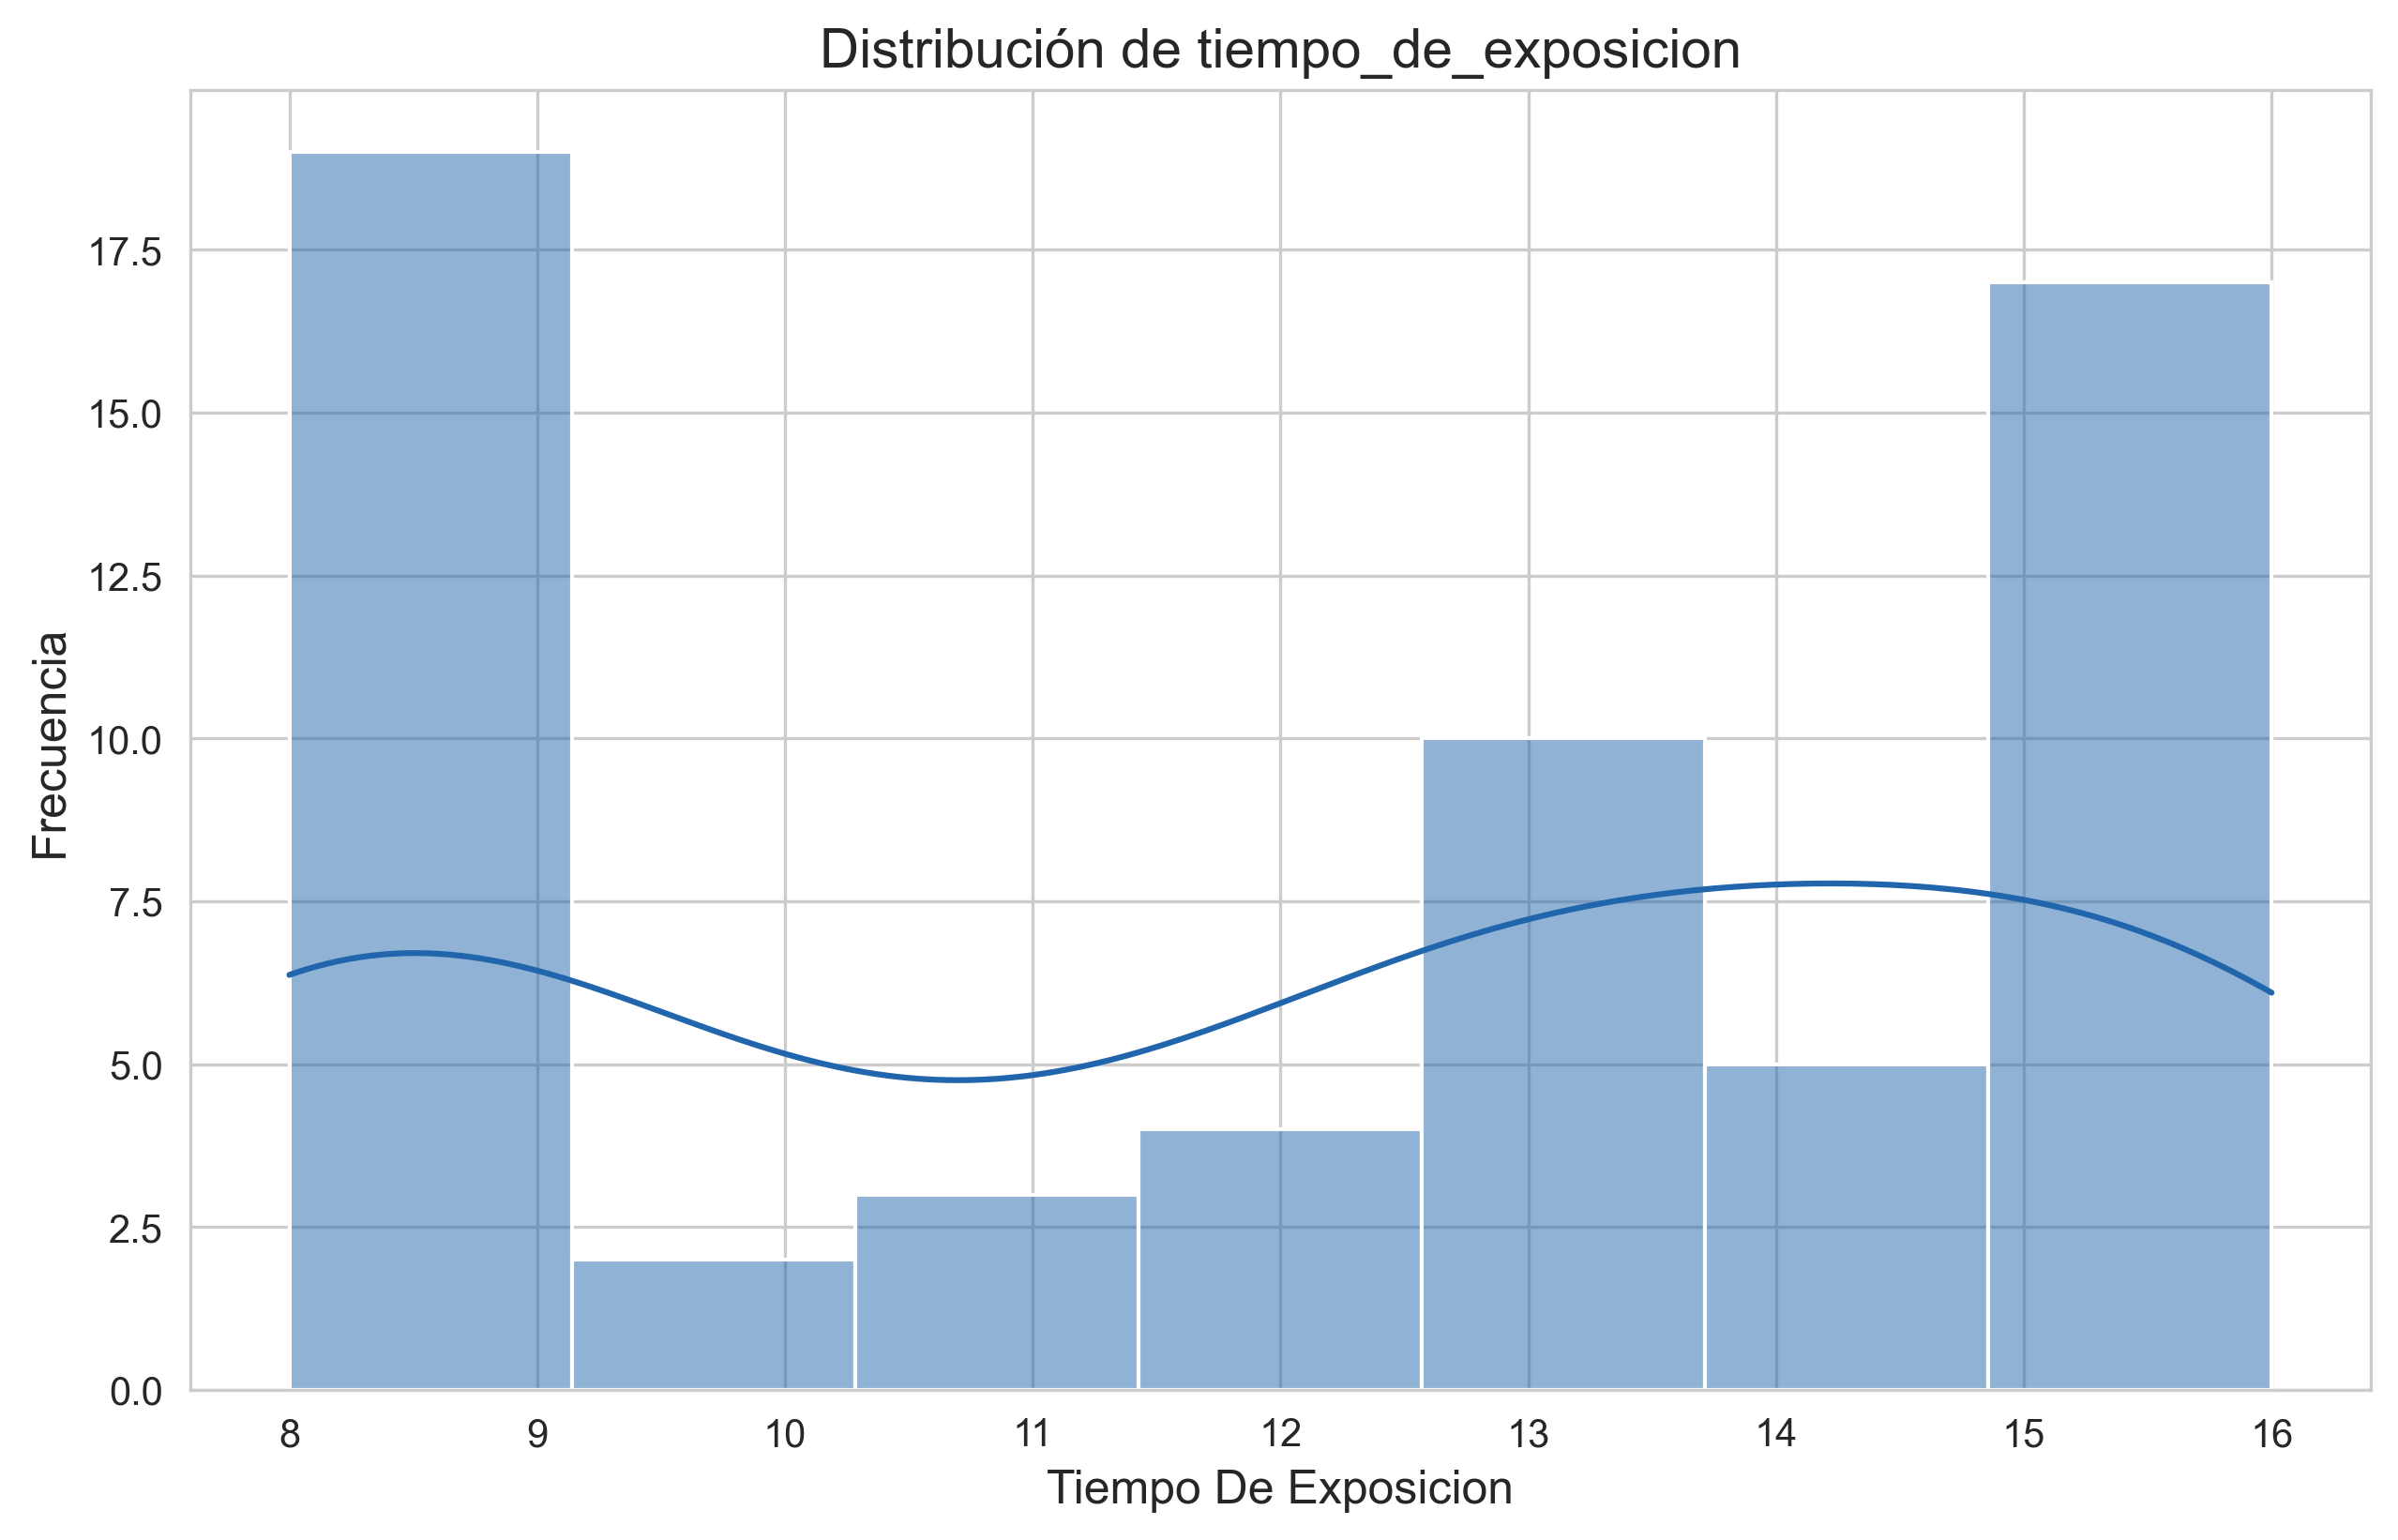 Distribución de tiempo_de_exposicion
Frecuencia
17.5
15.0
12.5
10.0
7.5
5.0
2.5
0.0
8 9 10 11 12 13 14 15 16
Tiempo De Exposicion